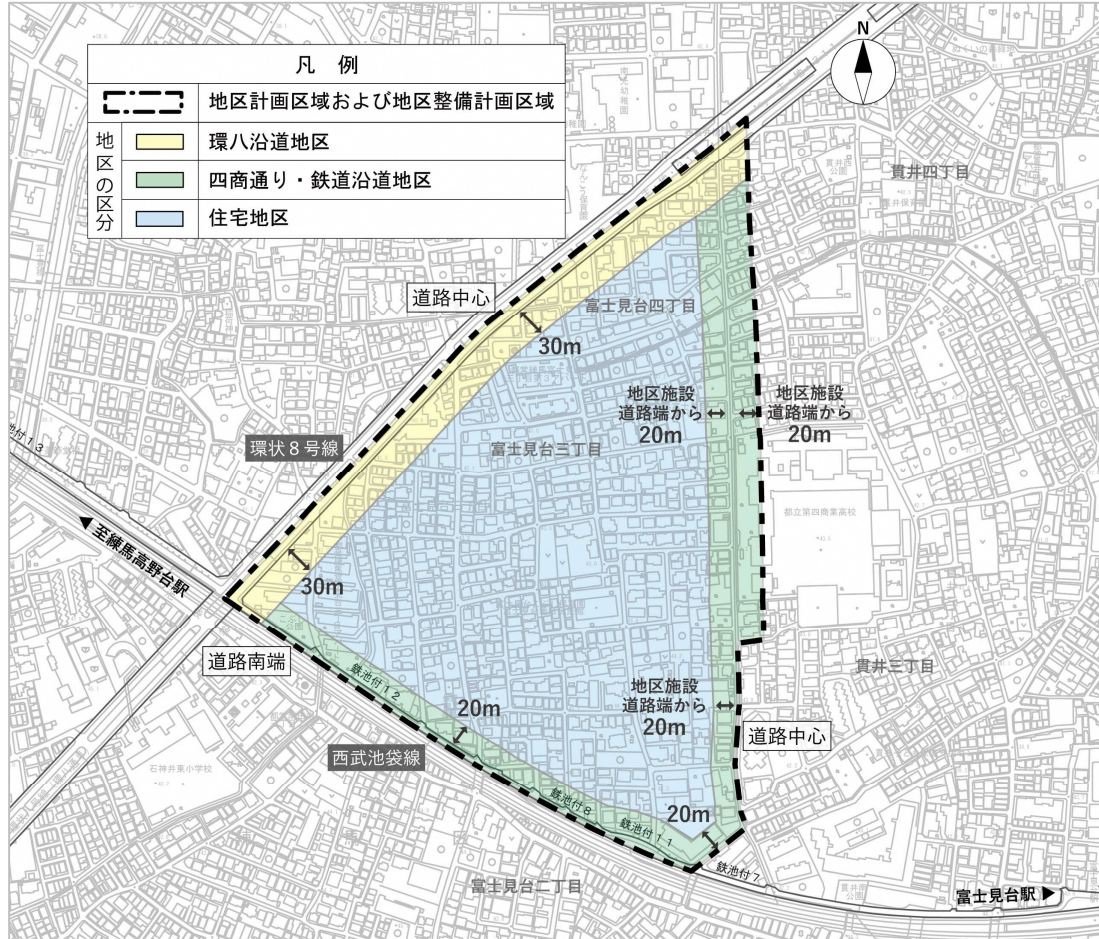 凡 例
地区計画区域および地区整備計画区域
地区の区分
環八沿道地区
四商通り・鉄道沿道地区
住宅地区
N
貫井四丁目
道路中心
富士見台四丁目
30m
地区施設
道路端から
20m
地区施設
道路端から
20m
環状8号線
富士見台三丁目
都立第四商業高校
至練馬高野台駅
30m
道路南端
鉄池付12
貫井三丁目
地区施設
道路端から
20m
20m
道路中心
西武池袋線
石神井東小学校
鉄池付8
20m
鉄池付11
鉄池付7
富士見台二丁目
富士見台駅